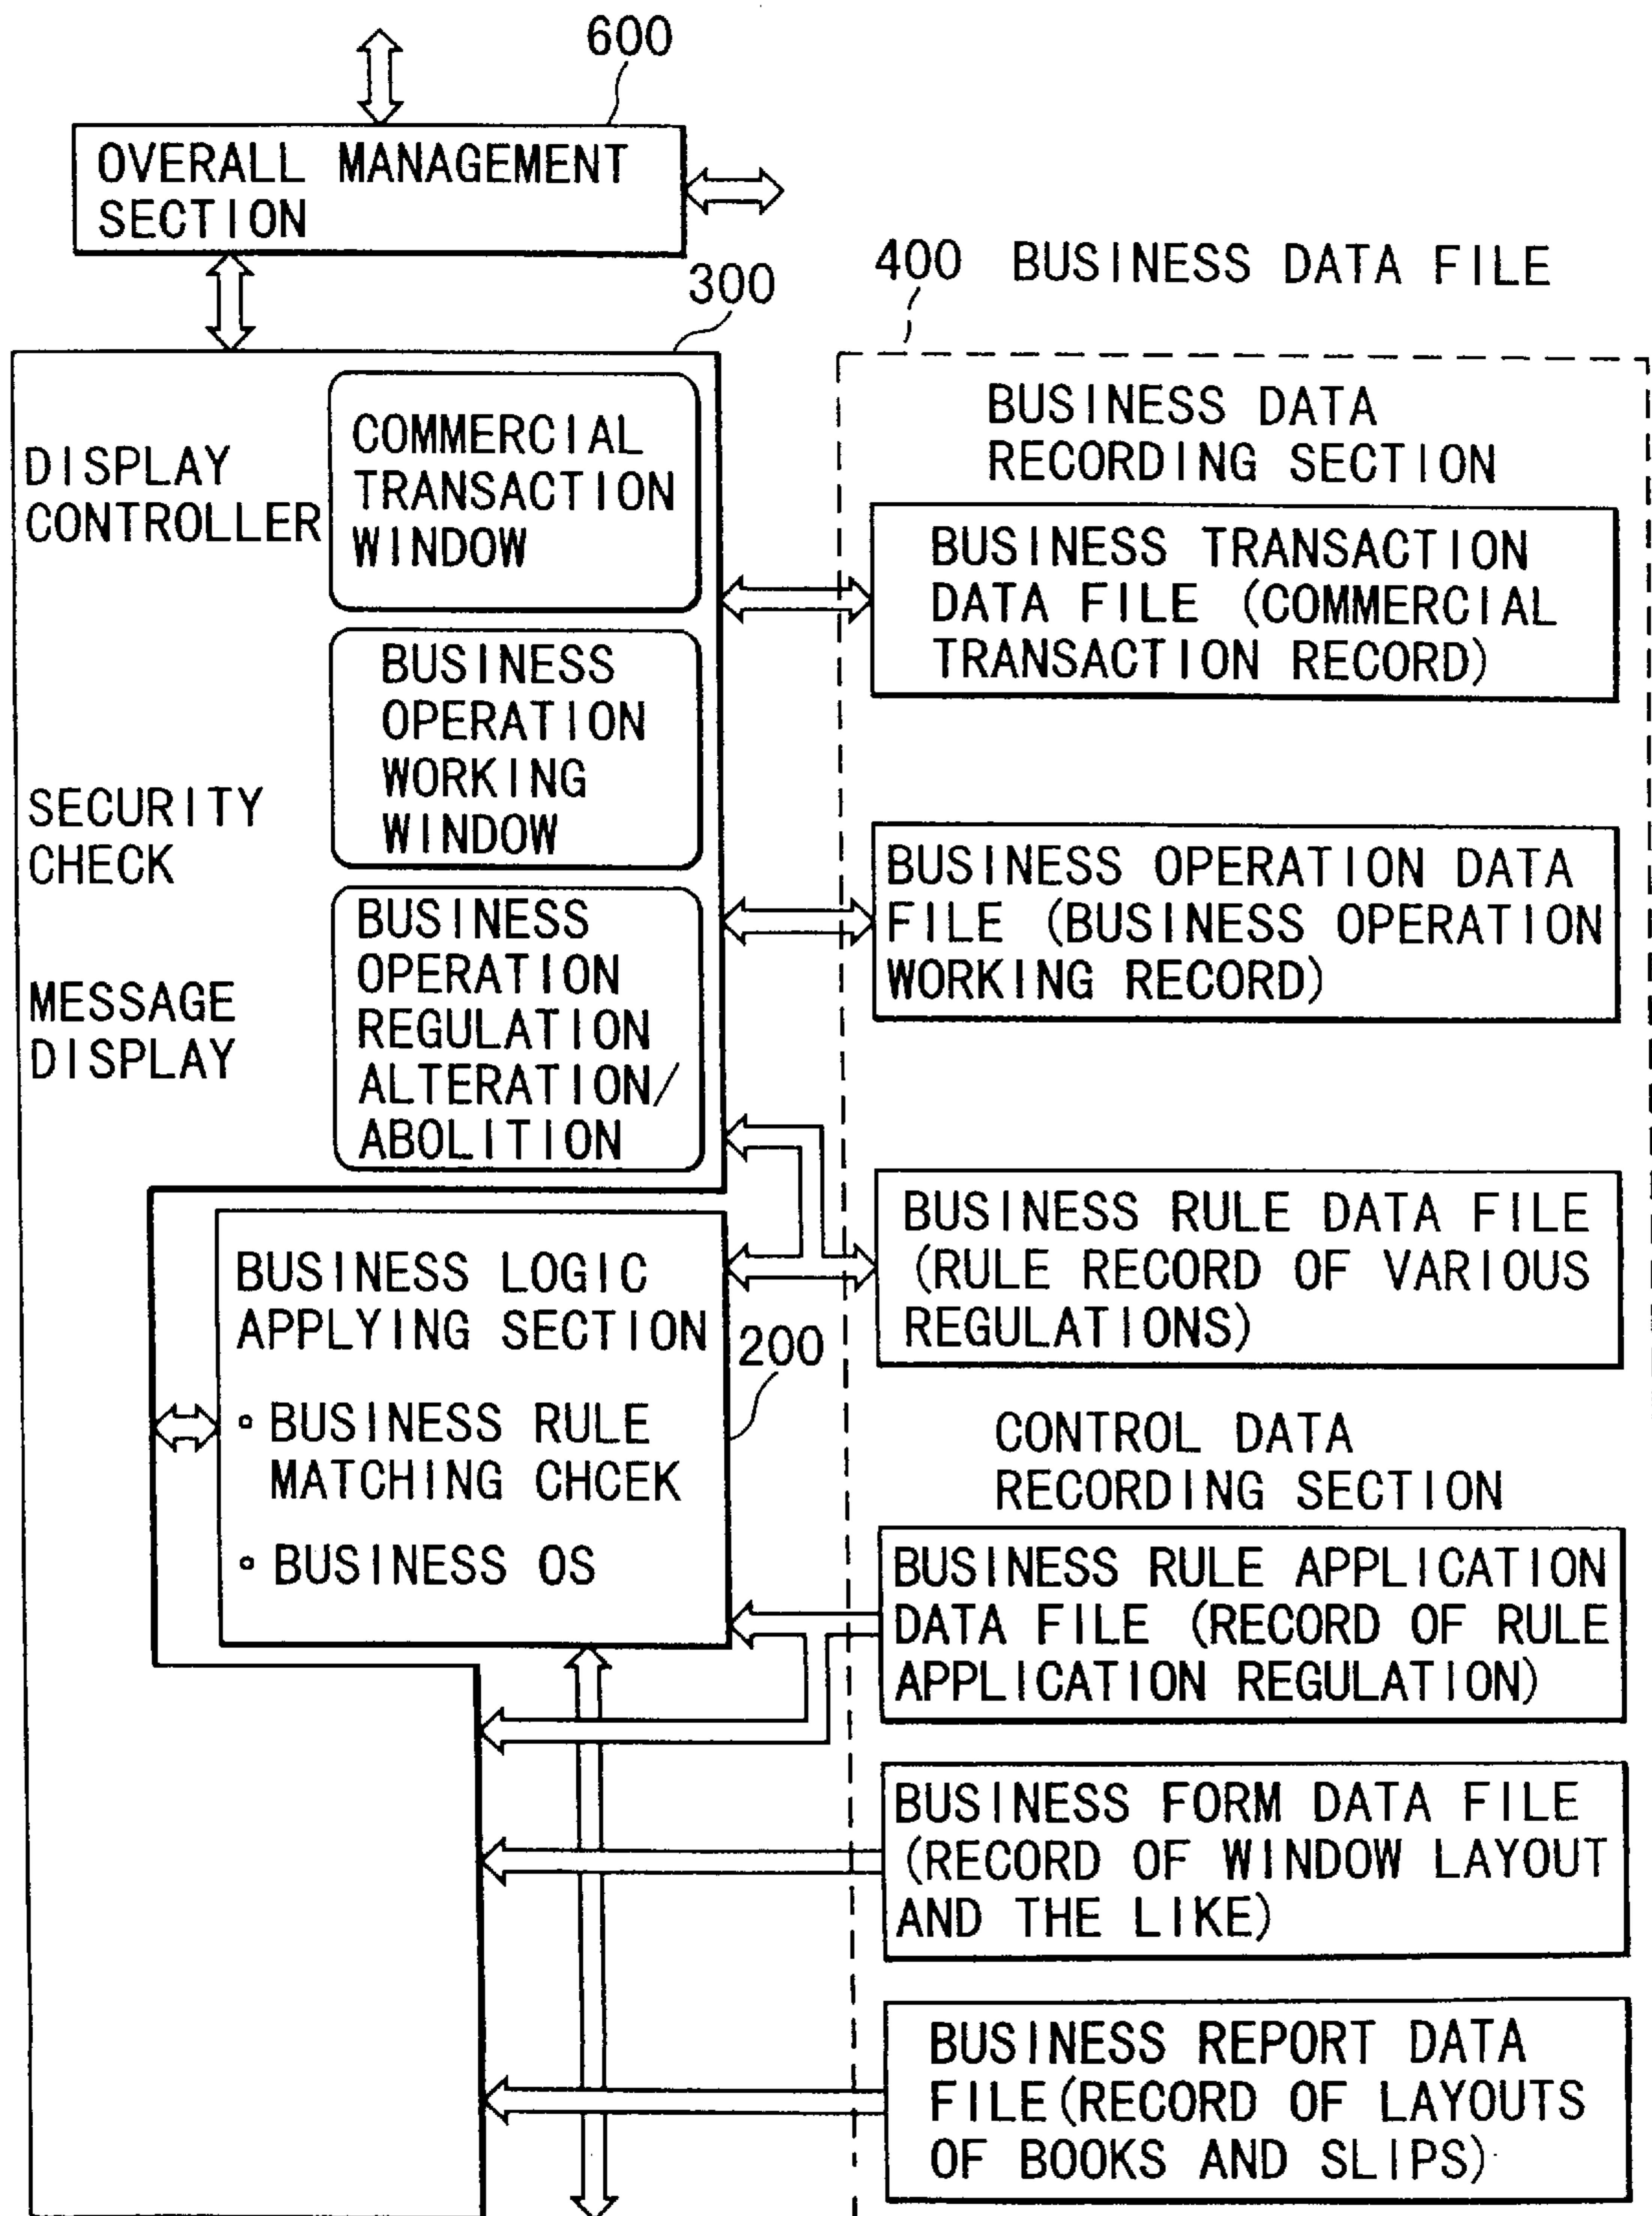 600
OVERALL MANAGEMENT
SECTION
300
400 BUSINESS DATA FILE
DISPLAY
CONTROLLER
COMMERCIAL
TRANSACTION
WINDOW
BUSINESS
OPERATION
WORKING
WINDOW
SECURITY
CHECK
BUSINESS
OPERATION
REGULATION
ALTERATION/
ABOLITION
MESSAGE
DISPLAY
BUSINESS LOGIC
APPLYING SECTION
200
• BUSINESS RULE
MATCHING CHCEK
• BUSINESS OS
BUSINESS DATA
RECORDING SECTION
BUSINESS TRANSACTION
DATA FILE (COMMERCIAL
TRANSACTION RECORD)
BUSINESS OPERATION DATA
FILE (BUSINESS OPERATION
WORKING RECORD)
BUSINESS RULE DATA FILE
(RULE RECORD OF VARIOUS
REGULATIONS)
CONTROL DATA
RECORDING SECTION
BUSINESS RULE APPLICATION
DATA FILE (RECORD OF RULE
APPLICATION REGULATION)
BUSINESS FORM DATA FILE
(RECORD OF WINDOW LAYOUT
AND THE LIKE)
BUSINESS REPORT DATA
FILE(RECORD OF LAYOUTS
OF BOOKS AND SLIPS)